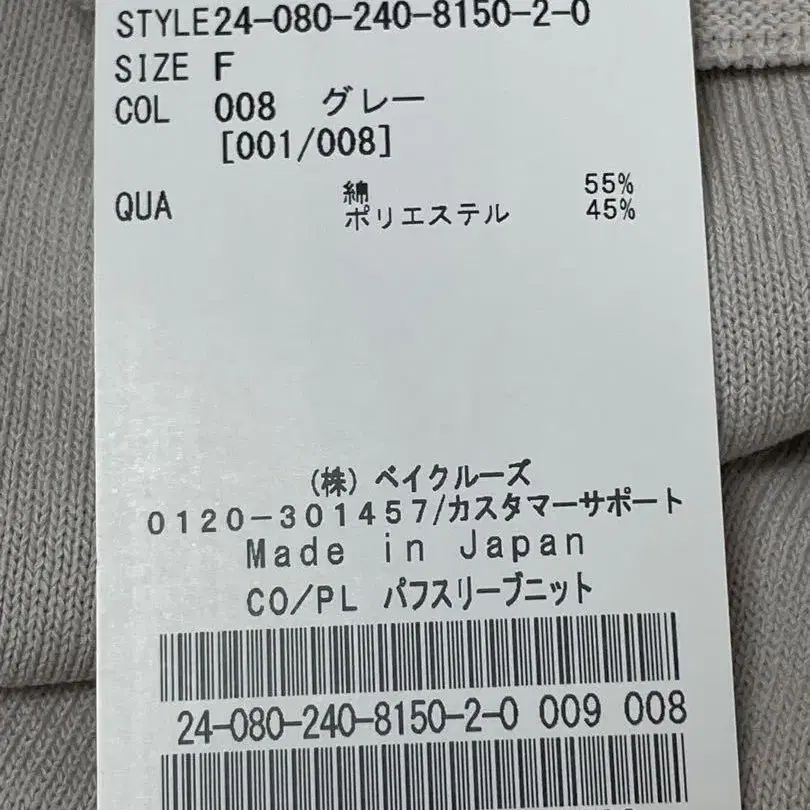 STYLE24-080-240-8150-2-0
SIZE F
COL 008 グレー
[001/008]
QUA 綿 55%
ポリエステル 45%
(株) ベイクルーズ
0120-301457/カスタマーサポート
Made in Japan
CO/PL パフスリーブニット
24-080-240-8150-2-0 009 008